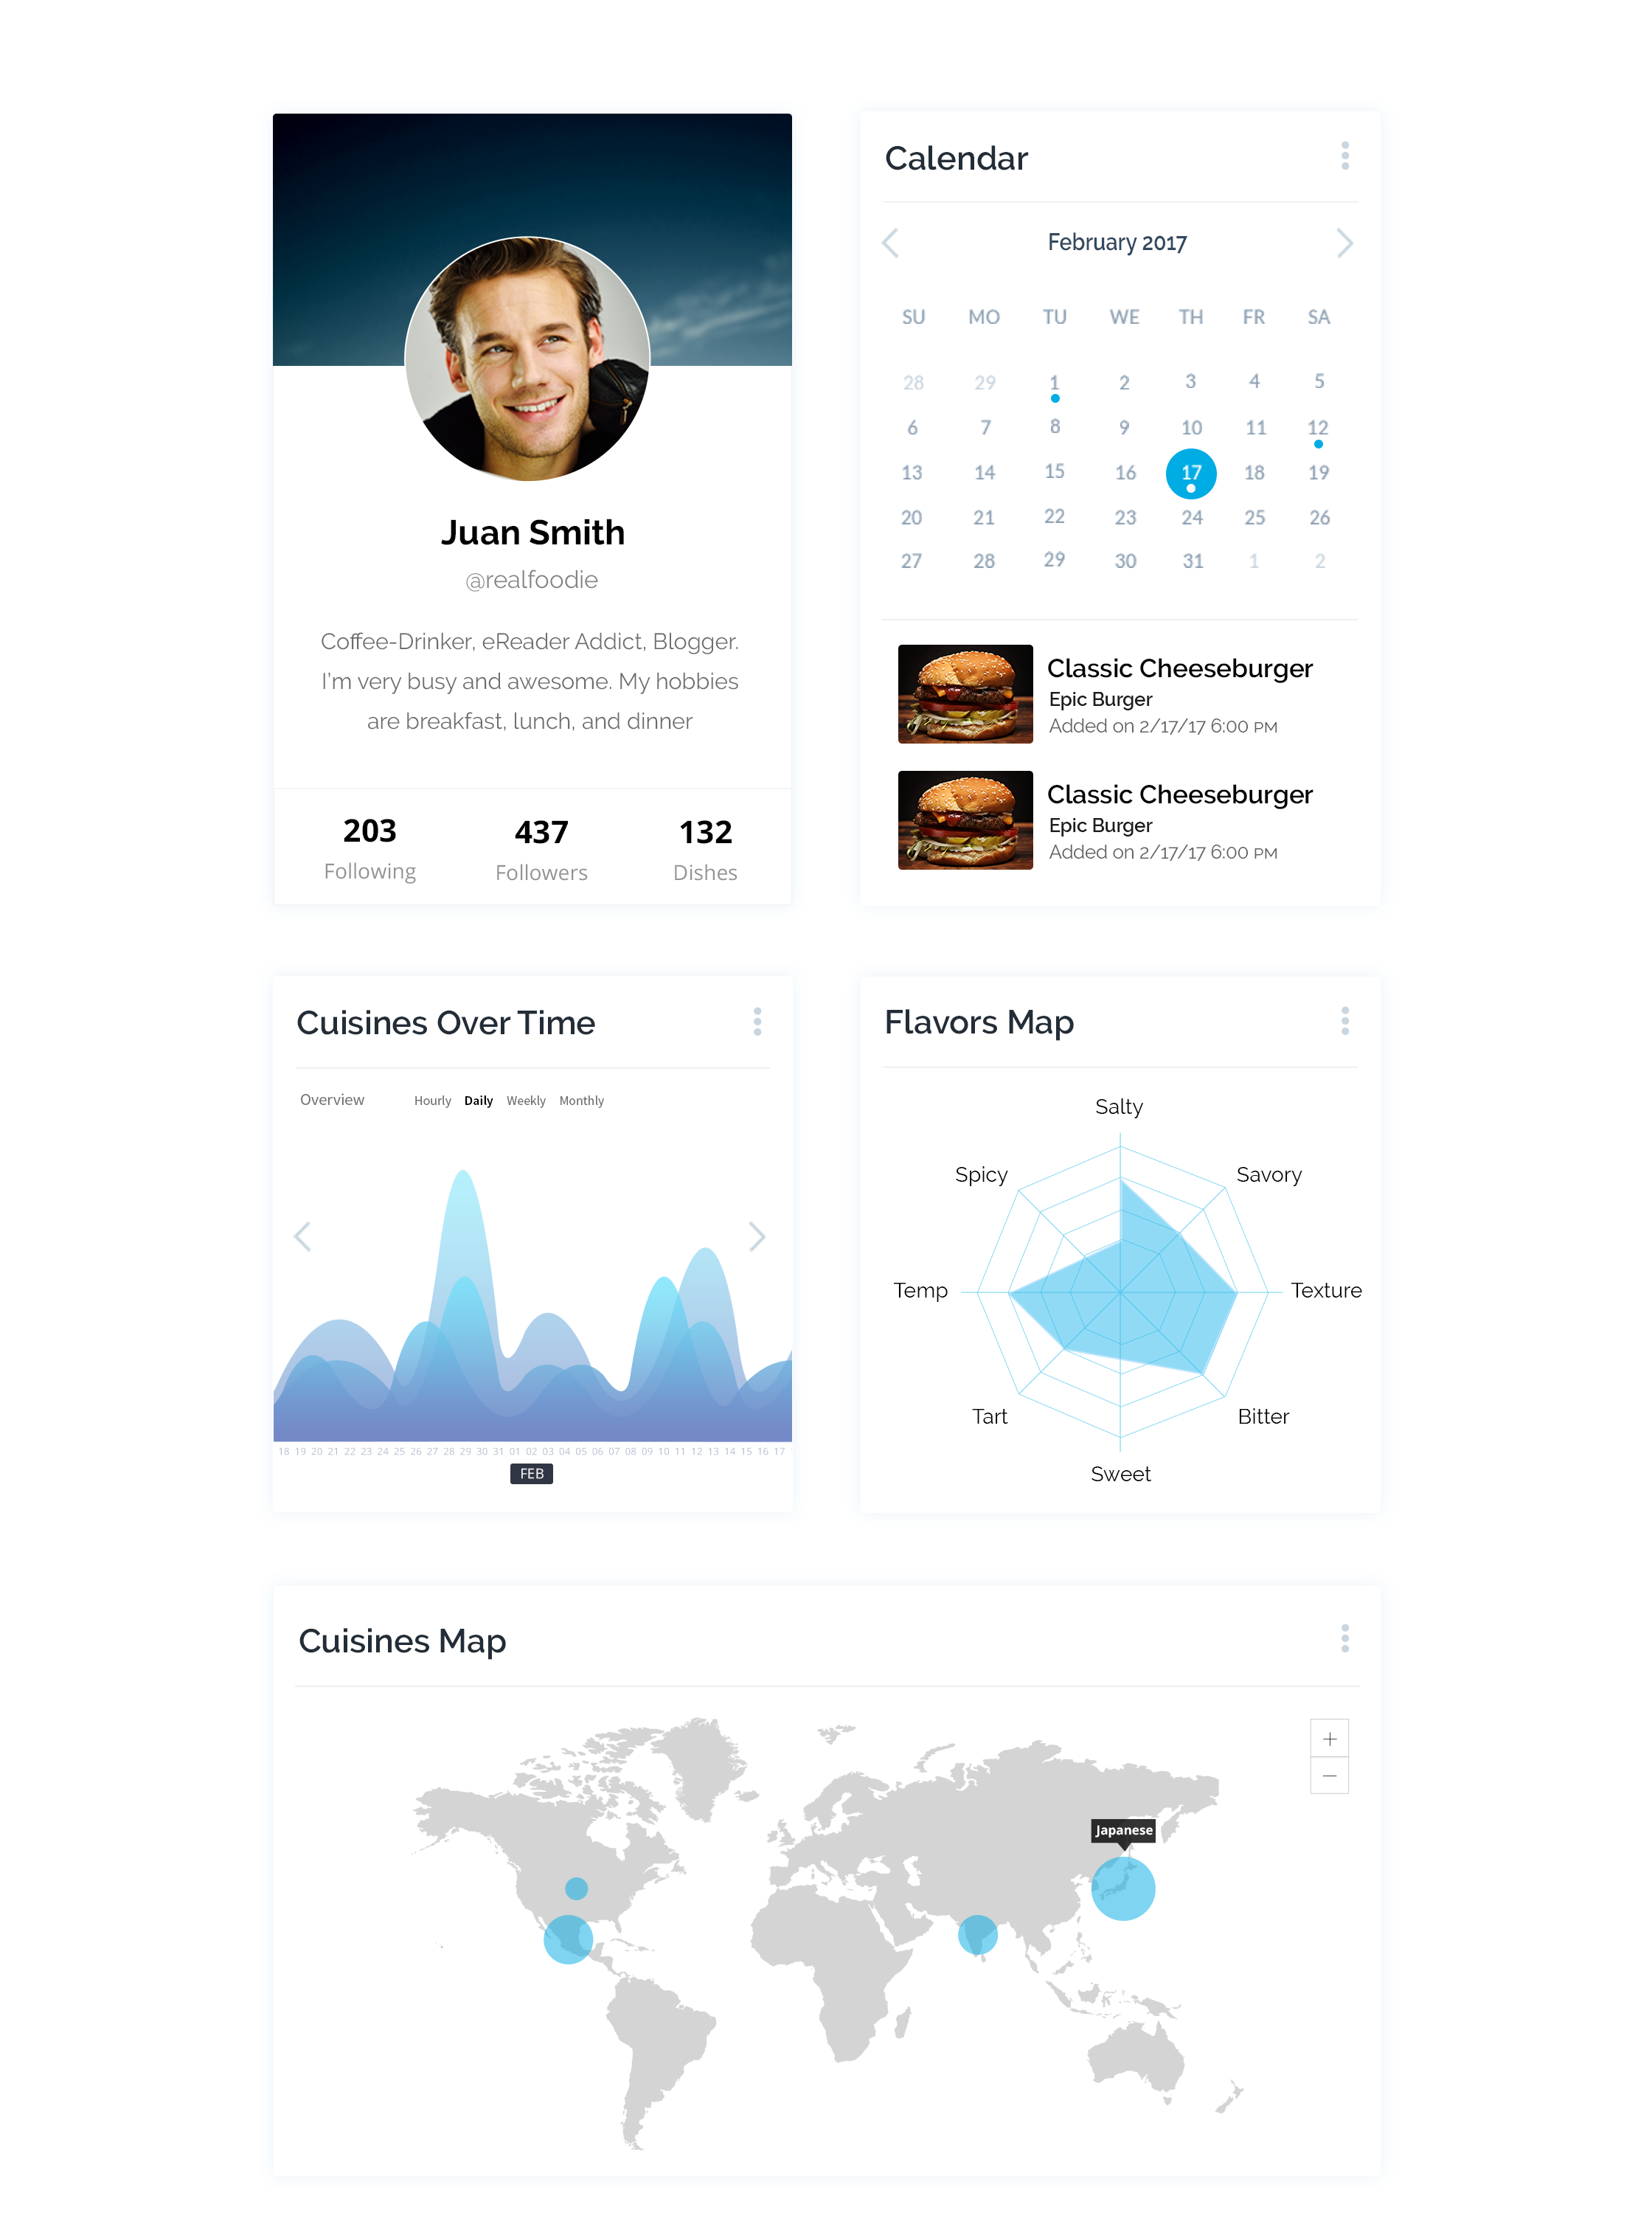 Juan Smith
@realfoodie
Coffee-Drinker, eReader Addict, Blogger.
I'm very busy and awesome. My hobbies
are breakfast, lunch, and dinner
203 437 132
Following Followers Dishes
Calendar
February 2017
SU MO TU WE TH FR SA
28 29 1 2 3 4 5
6 7 8 9 10 11 12
13 14 15 16 17 18 19
20 21 22 23 24 25 26
27 28 29 30 31 1 2
Classic Cheeseburger
Epic Burger
Added on 2/17/17 6:00 PM
Classic Cheeseburger
Epic Burger
Added on 2/17/17 6:00 PM
Cuisines Over Time
Overview Hourly Daily Weekly Monthly
18 19 20 21 22 23 24 25 26 27 28 29 30 31 01 02 03 04 05 06 07 08 09 10 11 12 13 14 15 16 17
FEB
Flavors Map
Salty
Spicy Savory
Temp Texture
Tart Bitter
Sweet
Cuisines Map
+
−
Japanese